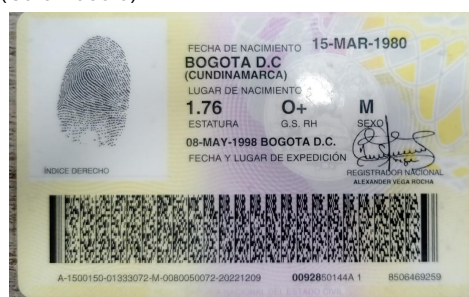 FECHA DE NACIMIENTO 15-MAR-1980
BOGOTA D.C
(CUNDINAMARCA)
LUGAR DE NACIMIENTO
1.76 O+ M
ESTATURA G.S. RH SEXO
08-MAY-1998 BOGOTA D.C.
FECHA Y LUGAR DE EXPEDICIÓN
INDICE DERECHO
REGISTRADOR NACIONAL
ALEXANDER VEGA ROCHA
A-1500150-01333072-M-0080050072-20221209 0092850144A 1 8506469259